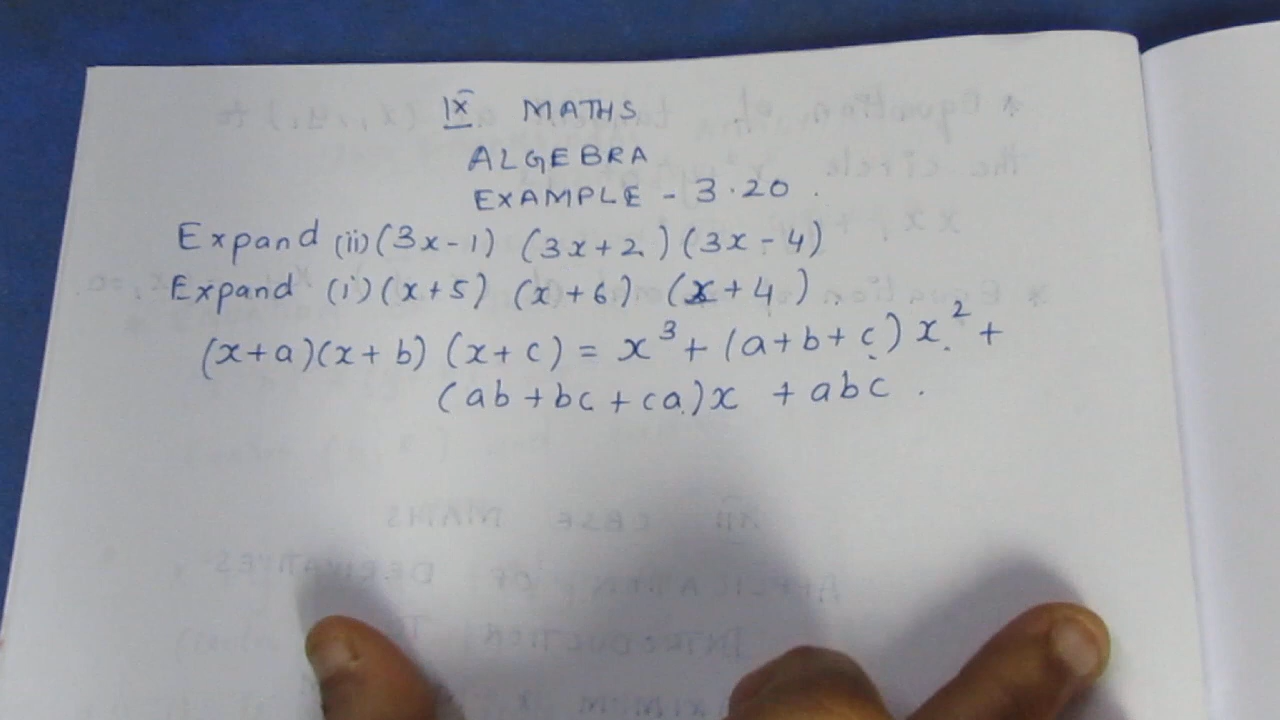 IX MATHS
ALGEBRA
EXAMPLE - 3.20.
Expand (ii) (3x-1) (3x+2) (3x-4)
Expand (i) (x+5) (x+6) (x+4).
(x+a)(x+b) (x+c) = x³ + (a+b+c) x² +
(ab+bc+ca)x + abc.